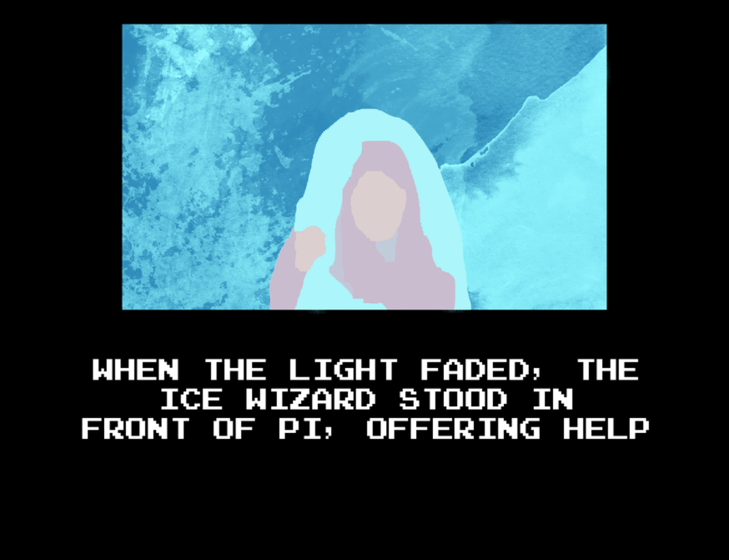 WHEN THE LIGHT FADED, THE
ICE WIZARD STOOD IN
FRONT OF PI, OFFERING HELP